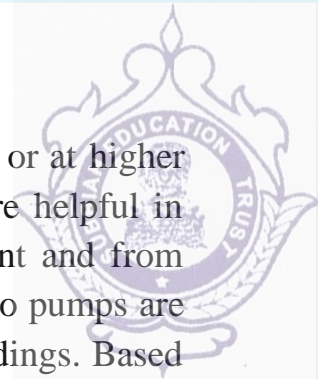 EDUCATION TRUST
or at higher
re helpful in
nt and from
o pumps are
dings. Based